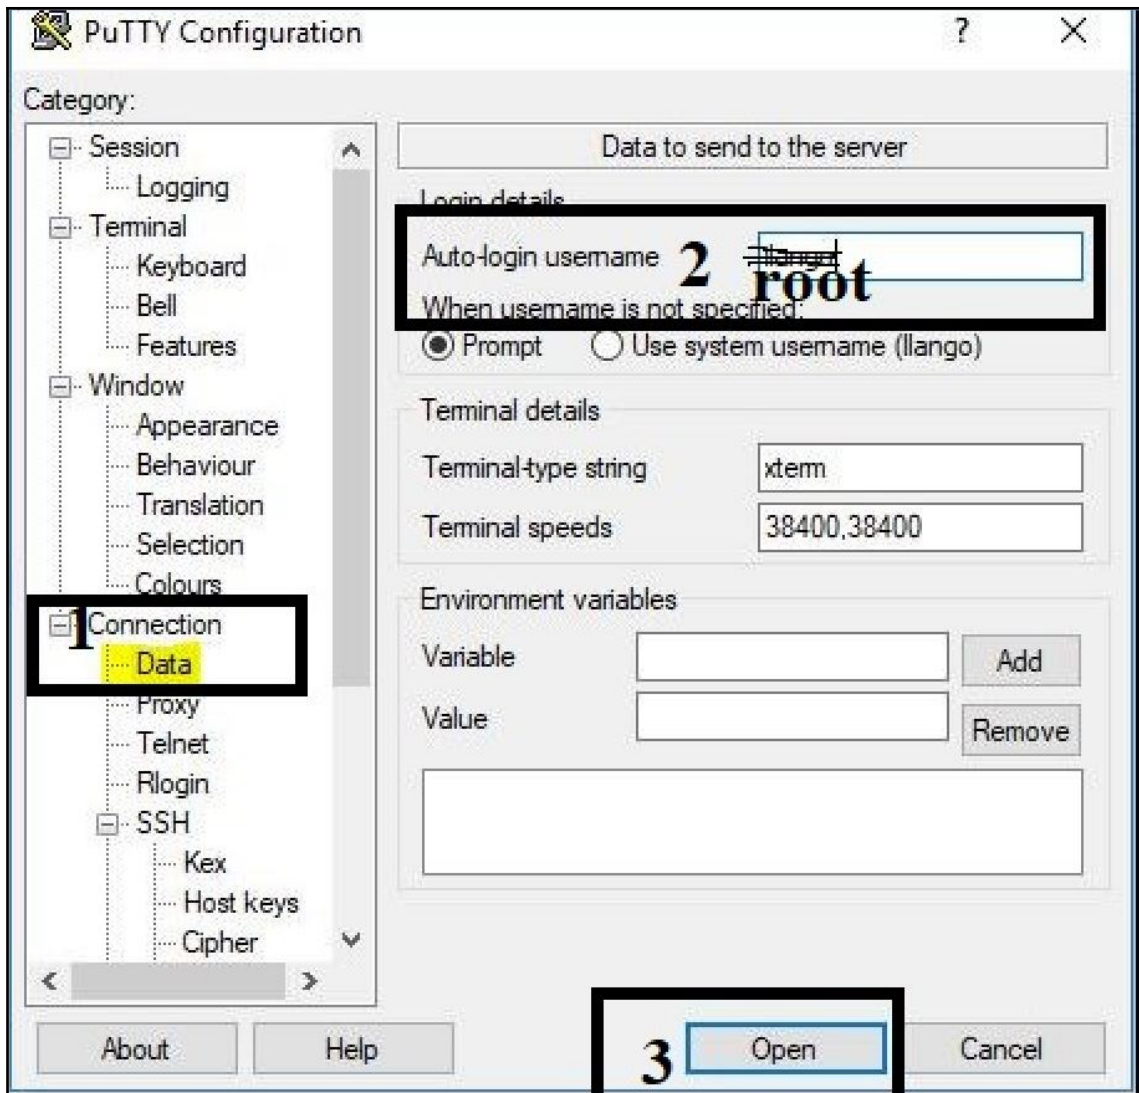 PuTTY Configuration
?
Category:
Session
Logging
Terminal
Keyboard
Bell
Features
Window
Appearance
Behaviour
Translation
Selection
Colours
1
Connection
Data
Proxy
Telnet
Rlogin
SSH
Kex
Host keys
Cipher
Data to send to the server
Login details
Auto-login username 2 root
When username is not specified:
Prompt Use system username (Ilango)
Terminal details
Terminal-type string xterm
Terminal speeds 38400,38400
Environment variables
Variable Add
Value Remove
About Help 3 Open Cancel